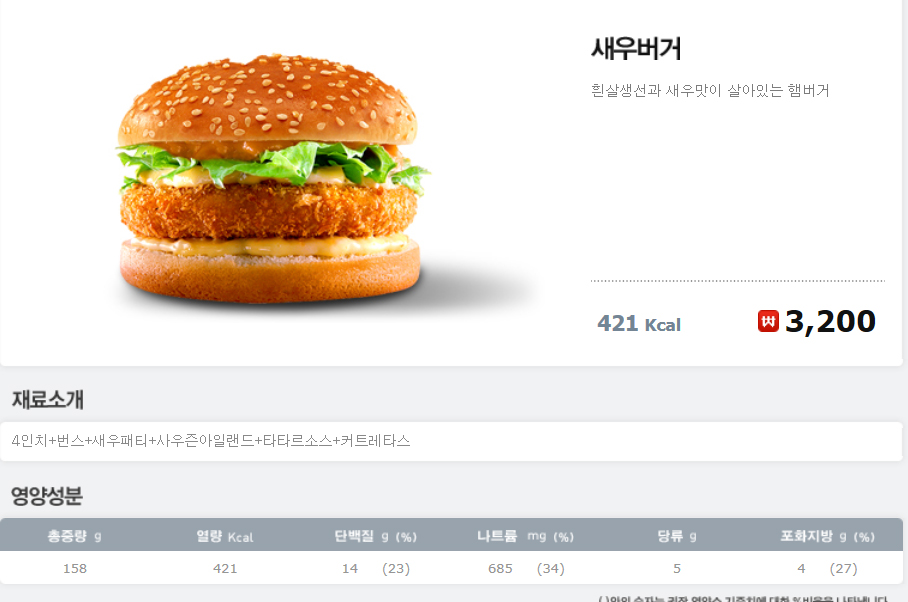 새우버거
흰살생선과 새우맛이 살아있는 햄버거
421 Kcal ₩ 3,200
재료소개
4인치+번스+새우패티+사우즌아일랜드+타타르소스+커트레타스
영양성분
총중량 g 열량 Kcal 단백질 g (%) 나트륨 mg (%) 당류 g 포화지방 g (%)
158 421 14 (23) 685 (34) 5 4 (27)